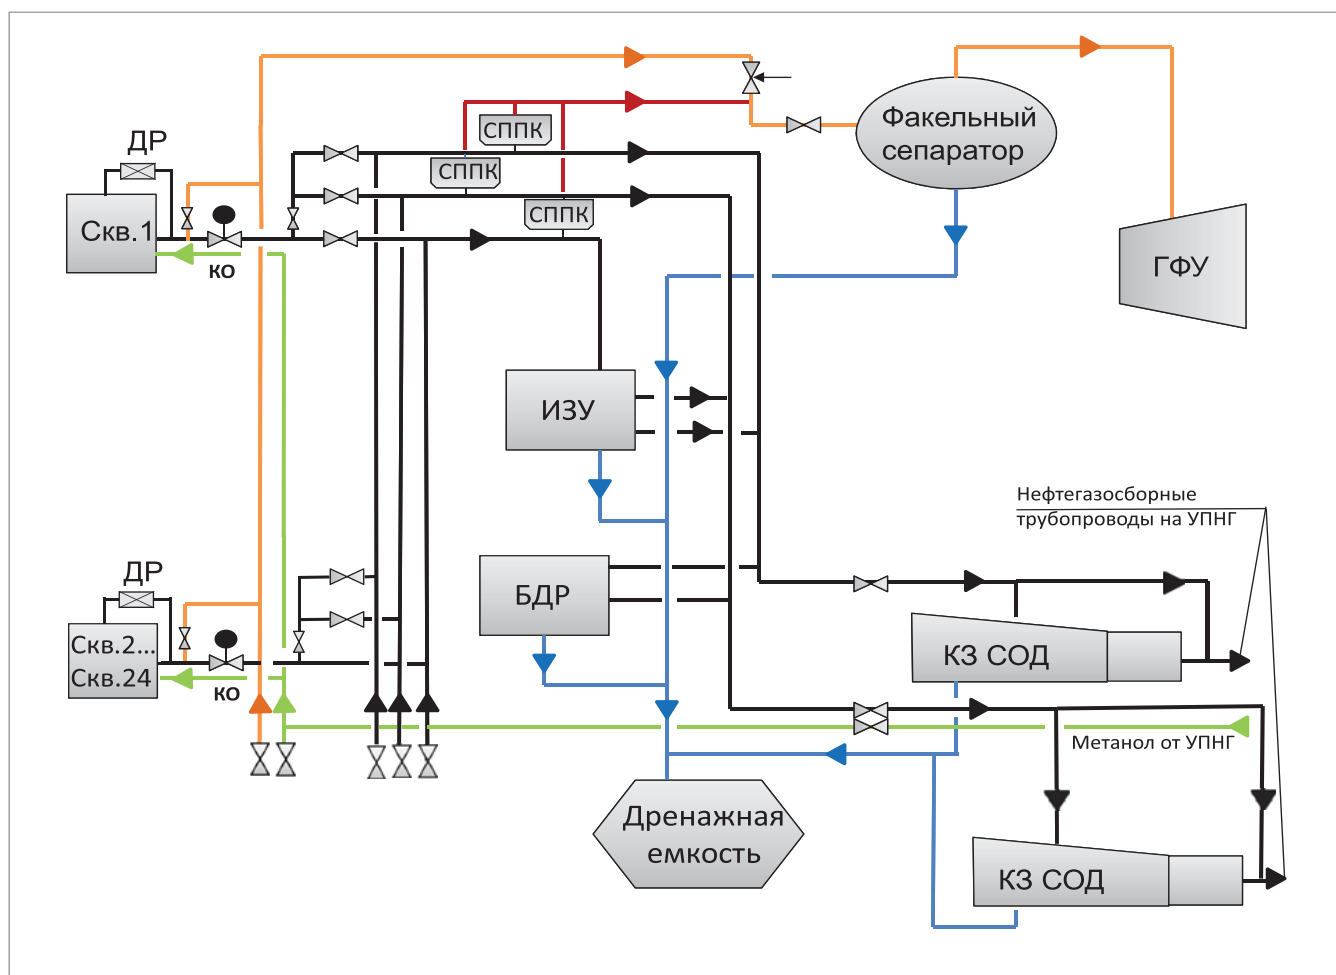 ДР
Скв.1
КО
СППК
СППК
СППК
Факельный
сепаратор
ГФУ
ИЗУ
Нефтегазосборные
трубопроводы на УПНГ
ДР
БДР
Скв.2...
Скв.24
КО
КЗ СОД
Метанол от УПНГ
Дренажная
емкость
КЗ СОД